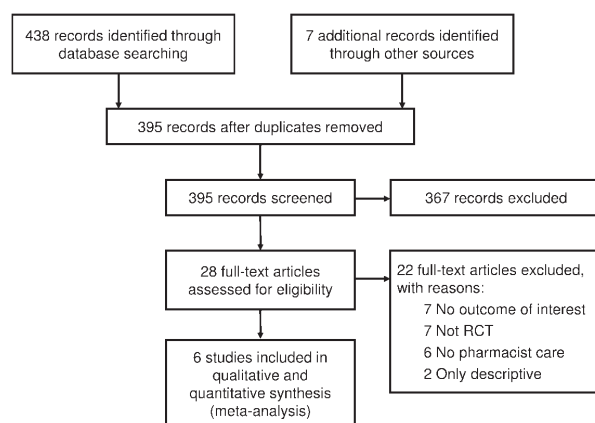 438 records identified through
database searching
7 additional records identified
through other sources
395 records after duplicates removed
395 records screened
367 records excluded
28 full-text articles
assessed for eligibility
22 full-text articles excluded,
with reasons:
7 No outcome of interest
7 Not RCT
6 No pharmacist care
2 Only descriptive
6 studies included in
qualitative and
quantitative synthesis
(meta-analysis)